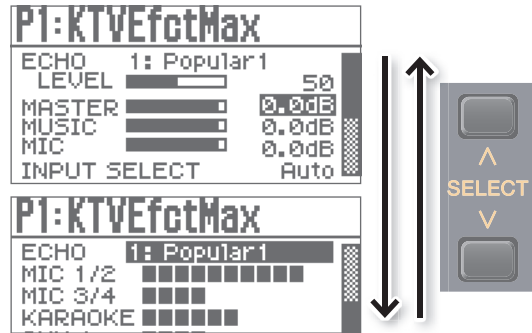 P1:KTVEfctMax
ECHO 1: Popular1
LEVEL 50
MASTER 0.0dB
MUSIC 0.0dB
MIC 0.0dB
INPUT SELECT Auto
P1:KTVEfctMax
ECHO 1: Popular1
MIC 1/2
MIC 3/4
KARAOKE
SELECT